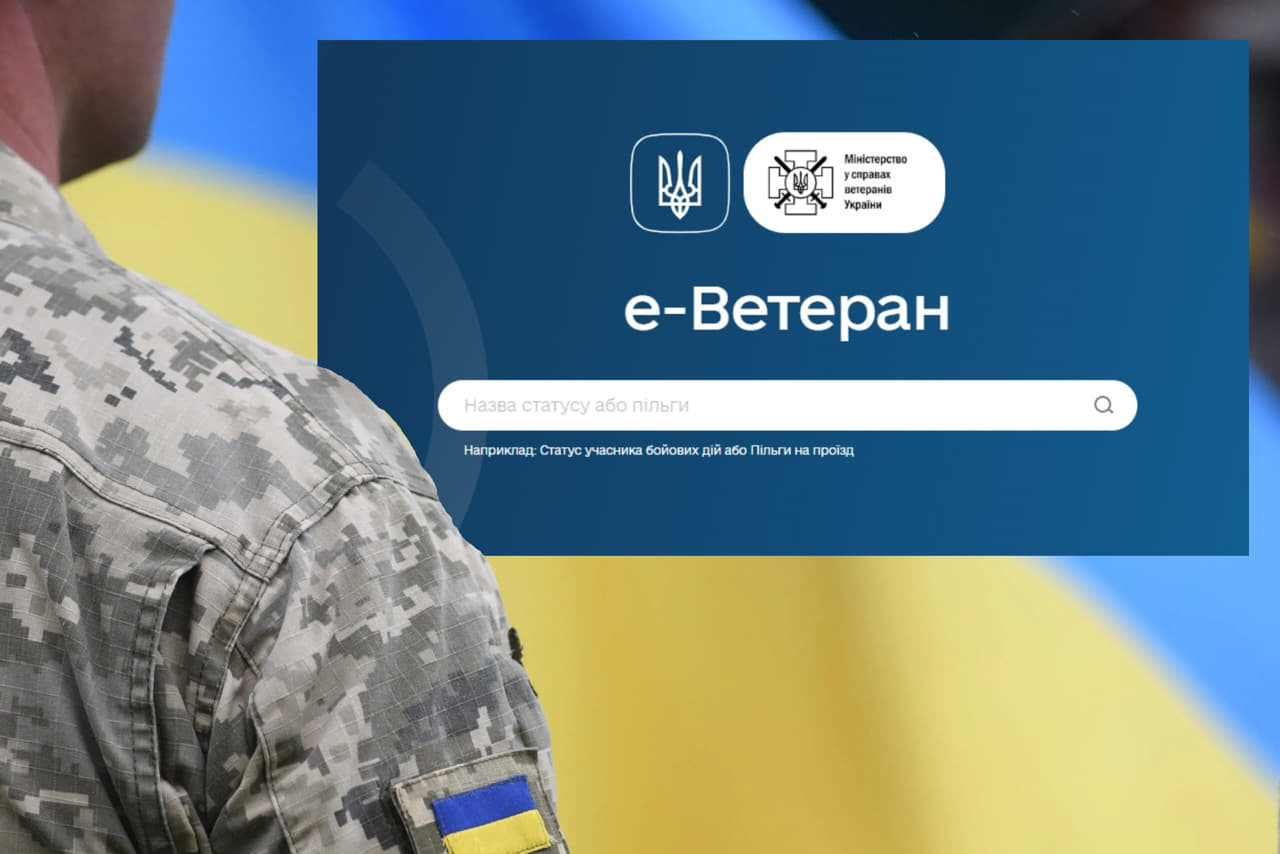 Міністерство
у справах
ветеранів
України
е-Ветеран
Назва статусу або пільги
Наприклад: Статус учасника бойових дій або Пільги на проїзд